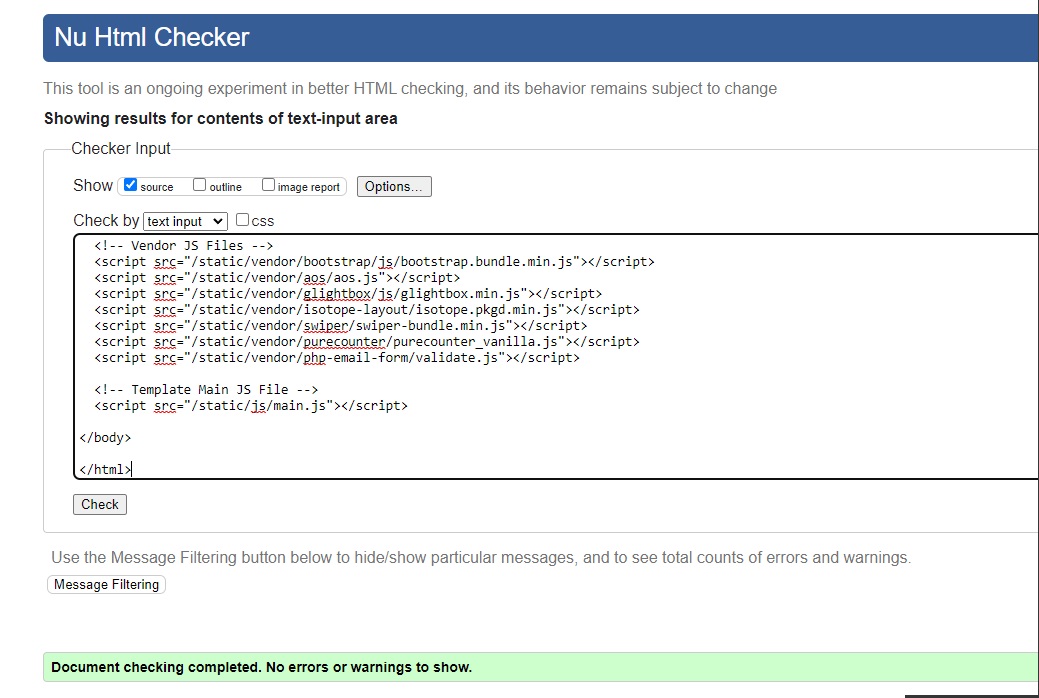 Nu Html Checker
This tool is an ongoing experiment in better HTML checking, and its behavior remains subject to change
Showing results for contents of text-input area
Checker Input
Show source outline image report Options...
Check by text input css
<!-- Vendor JS Files -->
<script src="/static/vendor/bootstrap/js/bootstrap.bundle.min.js"></script>
<script src="/static/vendor/aos/aos.js"></script>
<script src="/static/vendor/glightbox/js/glightbox.min.js"></script>
<script src="/static/vendor/isotope-layout/isotope.pkgd.min.js"></script>
<script src="/static/vendor/swiper/swiper-bundle.min.js"></script>
<script src="/static/vendor/purecounter/purecounter_vanilla.js"></script>
<script src="/static/vendor/php-email-form/validate.js"></script>
<!-- Template Main JS File -->
<script src="/static/js/main.js"></script>
</body>
</html>
Check
Use the Message Filtering button below to hide/show particular messages, and to see total counts of errors and warnings.
Message Filtering
Document checking completed. No errors or warnings to show.